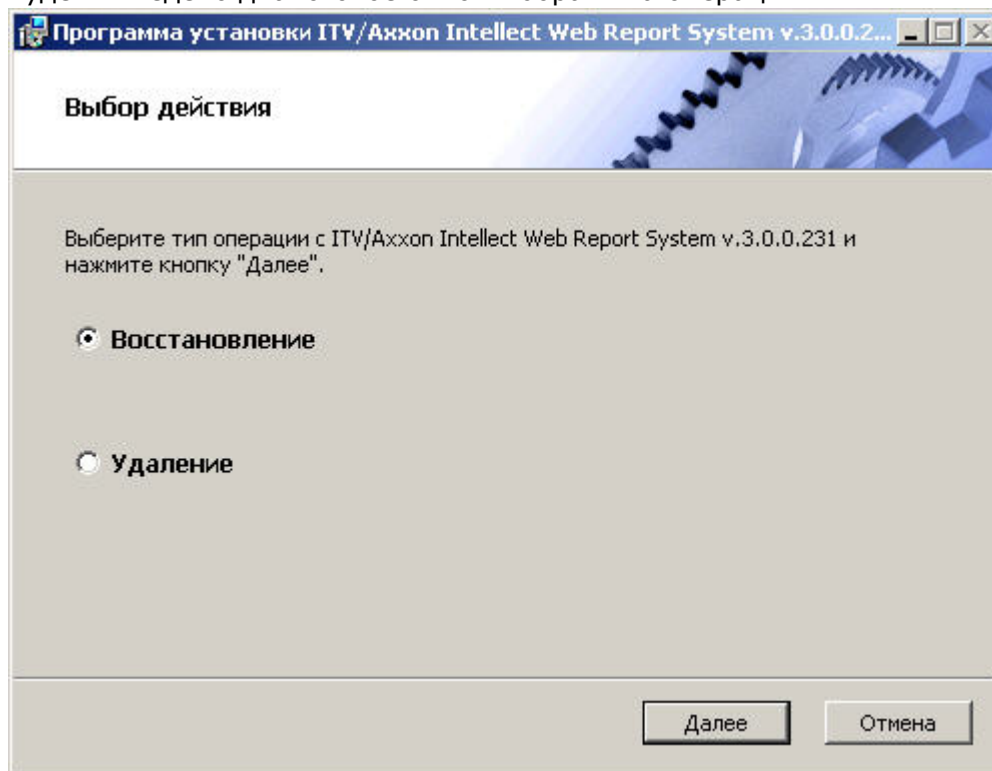 Программа установки ITV/Axxon Intellect Web Report System v.3.0.0.2...
Выбор действия
Выберите тип операции с ITV/Axxon Intellect Web Report System v.3.0.0.231 и
нажмите кнопку "Далее".
Восстановление
Удаление
Далее
Отмена